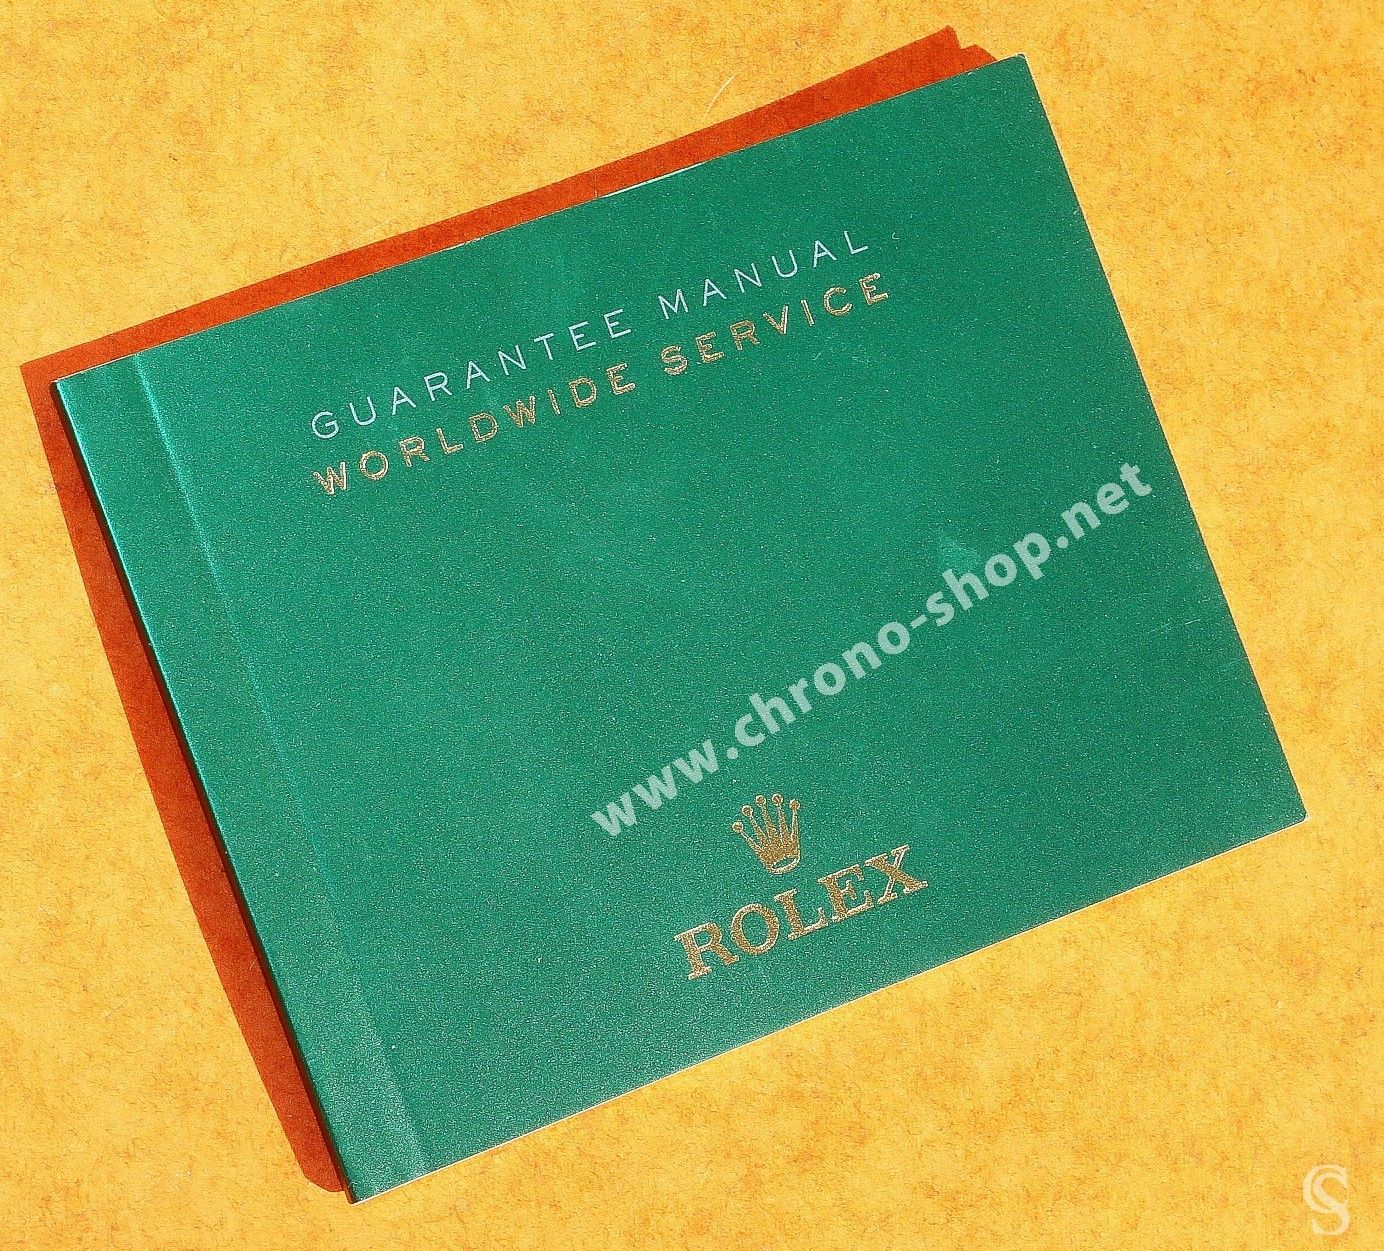 GUARANTEE MANUAL
WORLDWIDE SERVICE
www.chrono-shop.net
ROLEX
CS